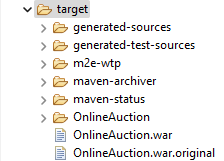 target
generated-sources
generated-test-sources
m2e-wtp
maven-archiver
maven-status
OnlineAuction
OnlineAuction.war
OnlineAuction.war.original